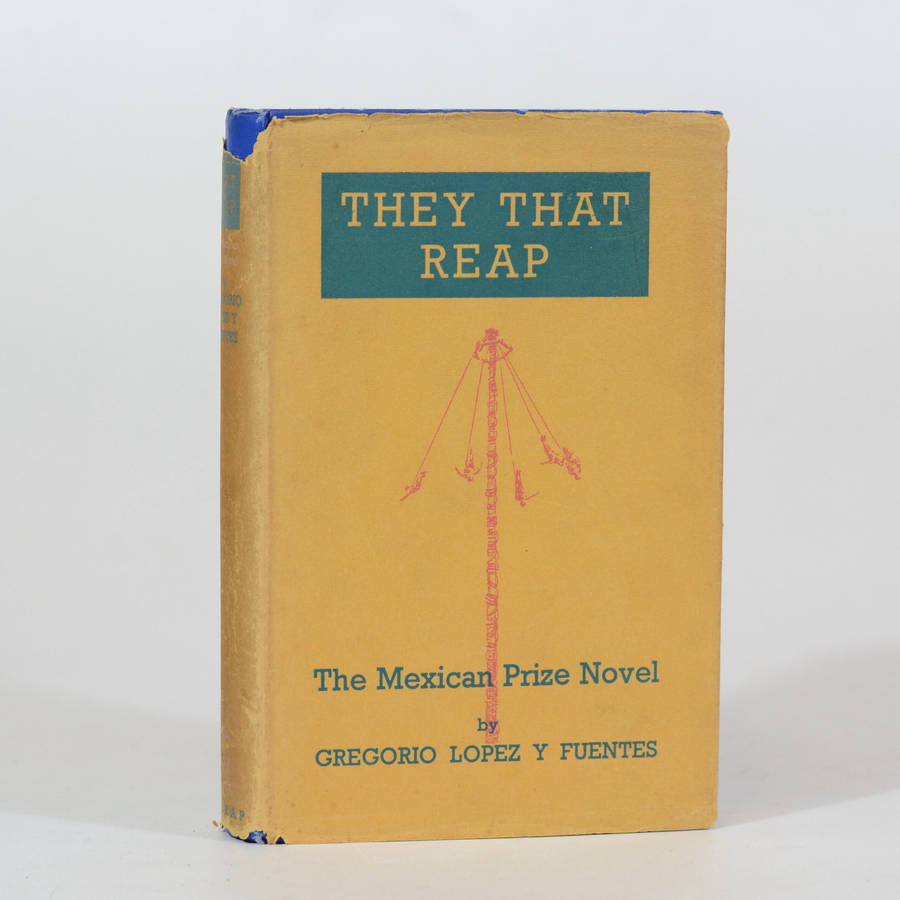 THEY THAT
REAP
The Mexican Prize Novel
by
GREGORIO LOPEZ Y FUENTES